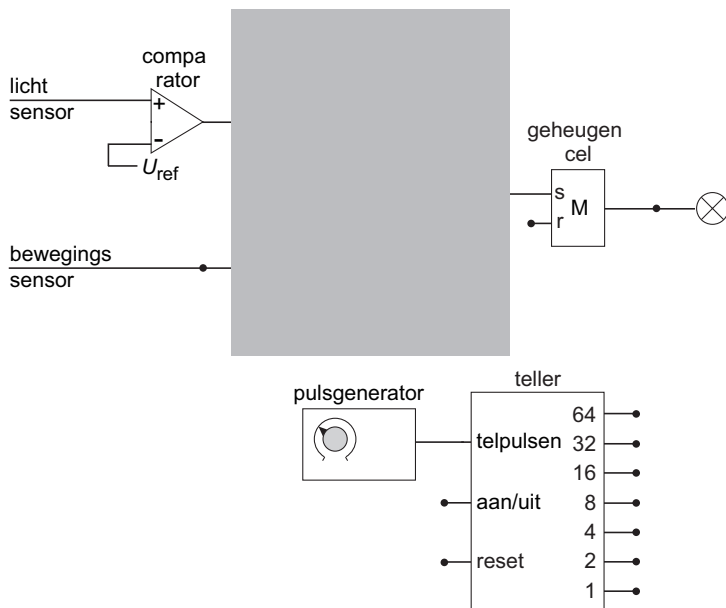 compa
rator
licht
sensor
+
-
Uref
geheugen
cel
s
M
r
bewegings
sensor
teller
pulsgenerator
64
telpulsen
32
16
aan/uit
8
4
reset
2
1